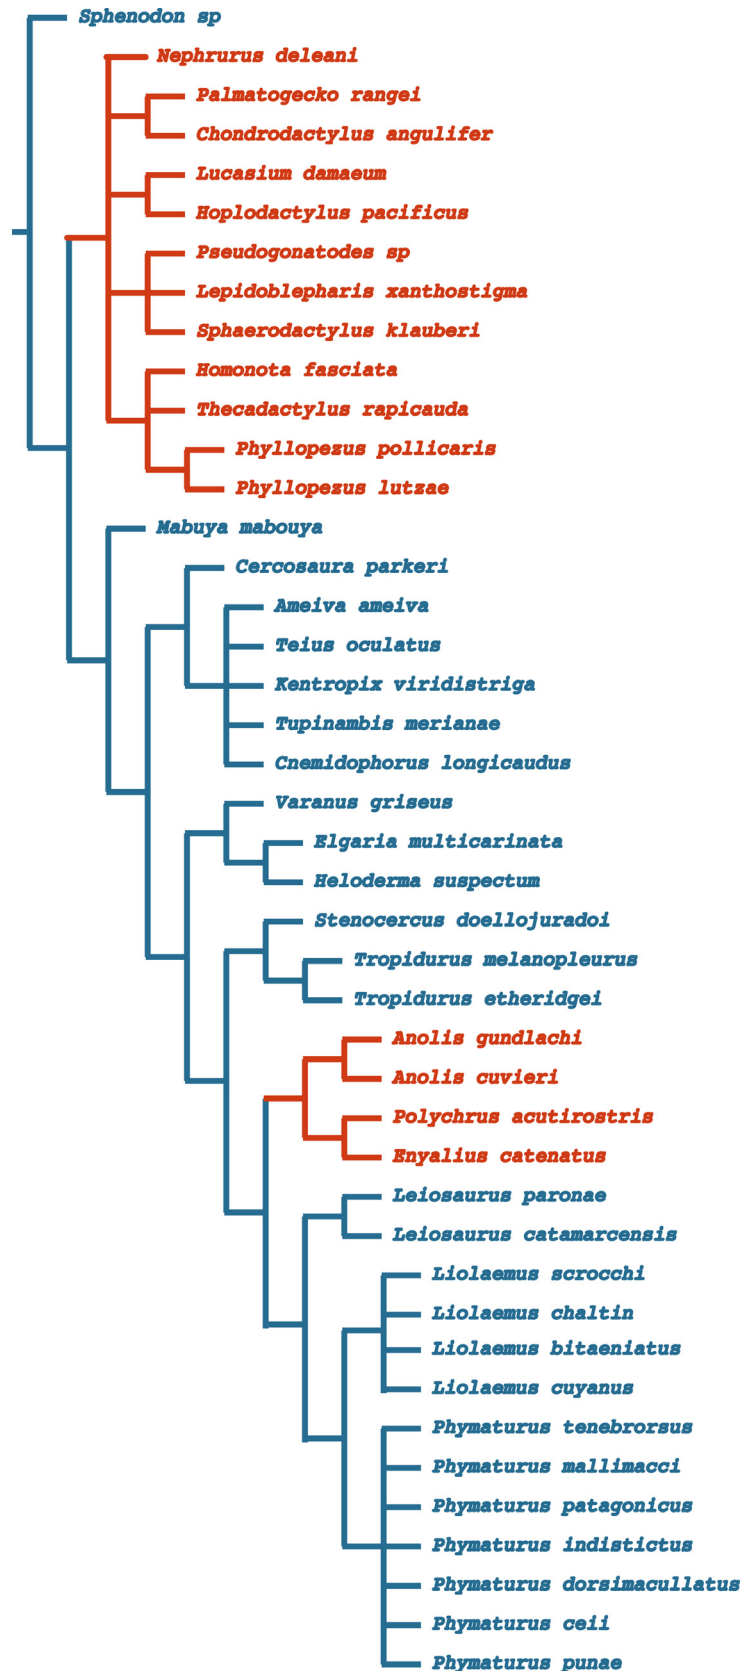 Sphenodon sp
Nephrurus deleani
Palmatogecko rangei
Chondrodactylus angulifer
Lucasium damaeum
Hoplodactylus pacificus
Pseudogonatodes sp
Lepidoblepharis xanthostigma
Sphaerodactylus klauberi
Homonota fasciata
Thecadactylus rapicauda
Phyllopezus pollicaris
Phyllopezus lutzae
Mabuya mabouya
Cercosaura parkeri
Ameiva ameiva
Teius oculatus
Kentropix viridistriga
Tupinambis merianae
Cnemidophorus longicaudus
Varanus griseus
Elgaria multicarinata
Heloderma suspectum
Stenocercus doellojuradoi
Tropidurus melanopleurus
Tropidurus etheridgei
Anolis gundlachi
Anolis cuvieri
Polychrus acutirostris
Enyalius catenatus
Leiosaurus paronae
Leiosaurus catamarcensis
Liolaemus scrocchi
Liolaemus chaltin
Liolaemus bitaeniatus
Liolaemus cuyanus
Phymaturus tenebrorsus
Phymaturus mallimacci
Phymaturus patagonicus
Phymaturus indistictus
Phymaturus dorsimacullatus
Phymaturus ceii
Phymaturus punae